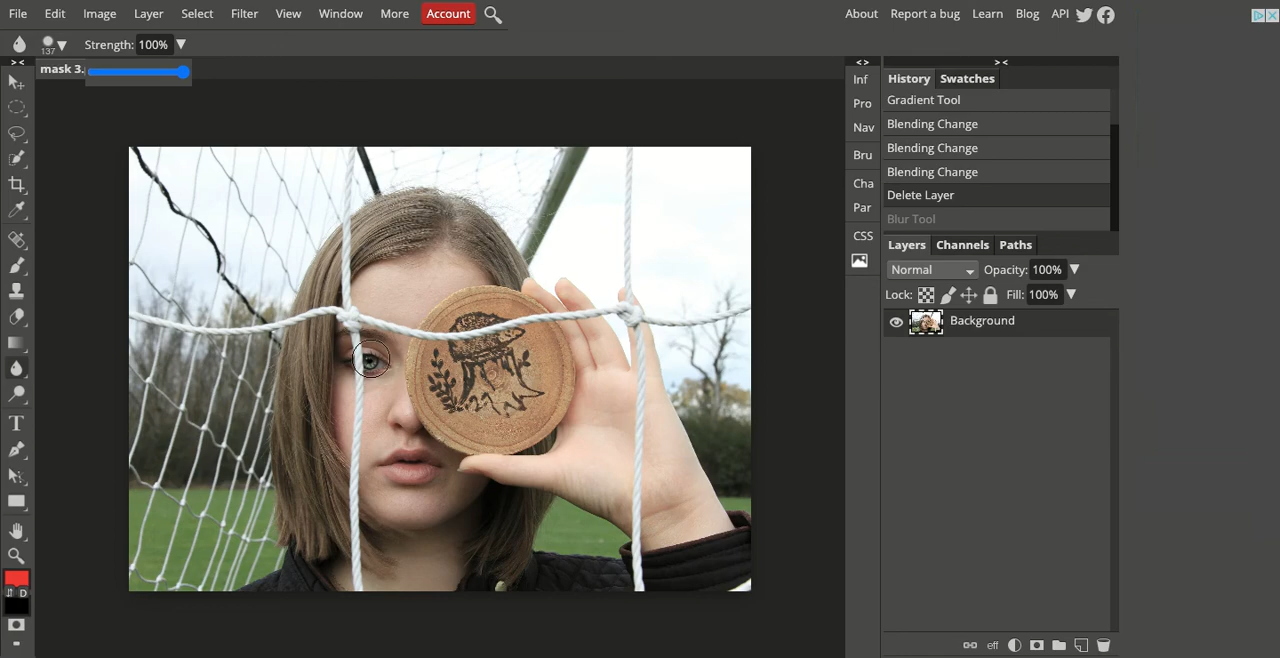 File Edit Image Layer Select Filter View Window More Account About Report a bug Learn Blog API
137 Strength: 100%
mask 3.
Inf
Pro
Nav
Bru
Cha
Par
CSS
History Swatches
Gradient Tool
Blending Change
Blending Change
Blending Change
Delete Layer
Blur Tool
Layers Channels Paths
Normal Opacity: 100%
Lock: Fill: 100%
Background
T
D
eff